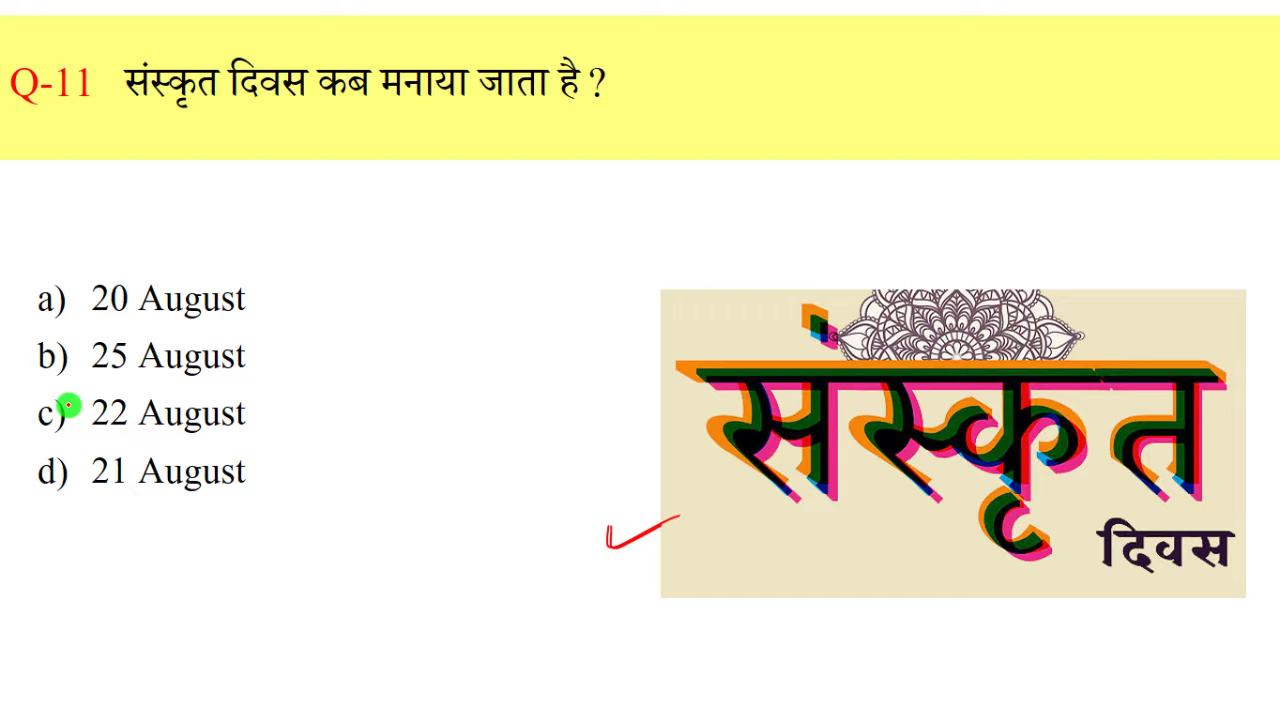 Q-11 संस्कृत दिवस कब मनाया जाता है ?
a) 20 August
b) 25 August
c) 22 August
d) 21 August
संस्कृत
दिवस